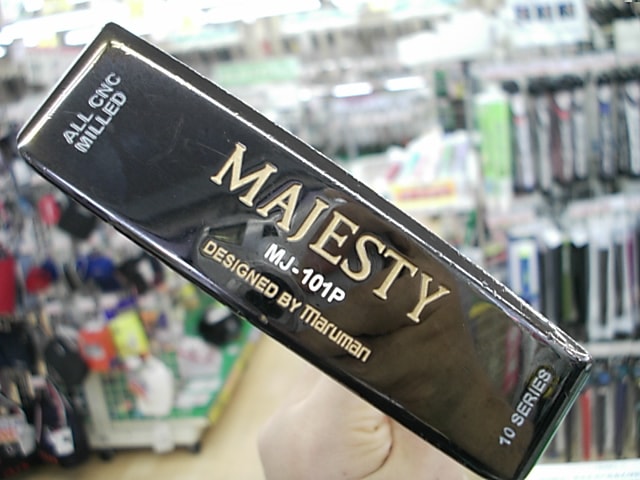 ALL CNC
MILLED
MAJESTY
MJ-101P
DESIGNED BY maruman
10 SERIES